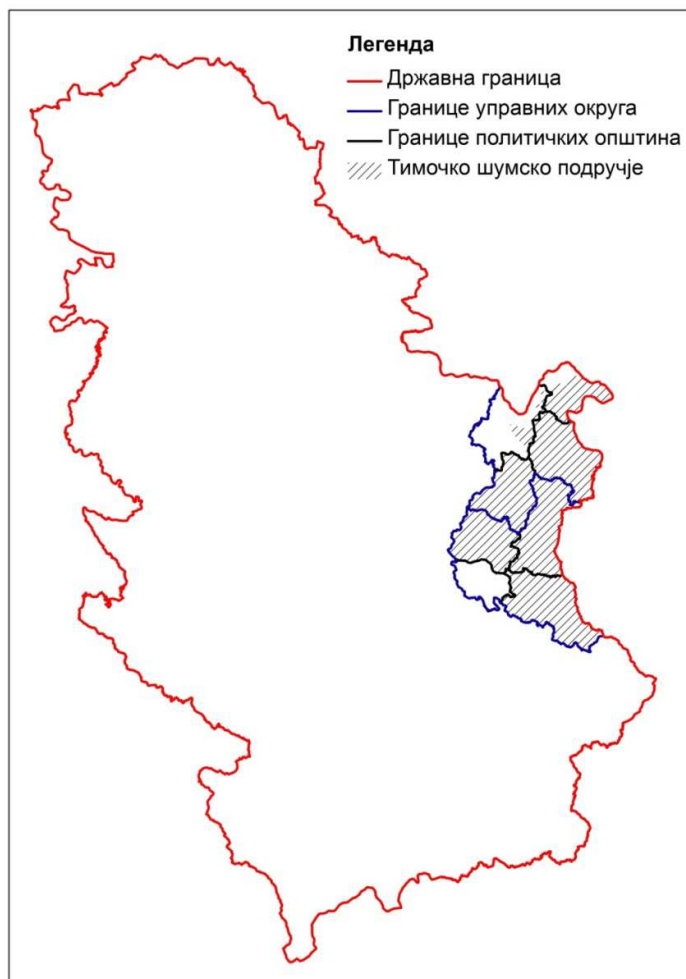 Легенда
Државна граница
Границе управних округа
Границе политичких општина
Тимочко шумско подручје